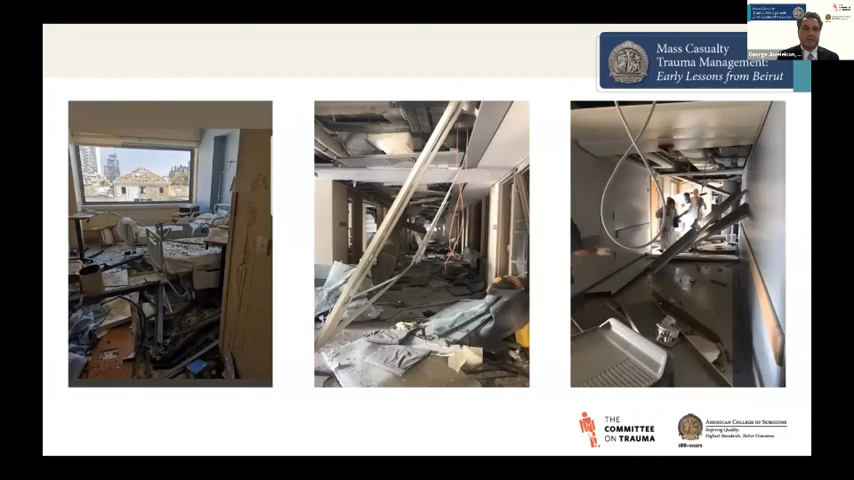 Mass Casualty
Trauma Management:
Early Lessons from Beirut
THE
COMMITTEE
ON TRAUMA
AMERICAN COLLEGE OF SURGEONS
Inspiring Quality:
Highest Standards, Better Outcomes
100+years